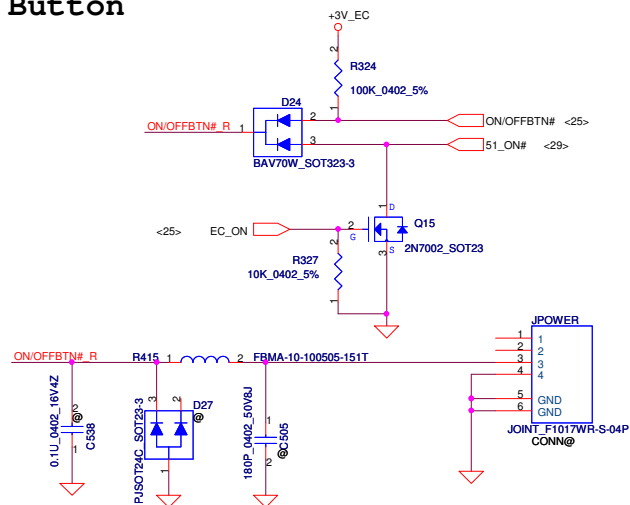 Button
+3V_EC
2
R324
100K_0402_5%
1
D24
ON/OFFBTN#_R 1
2
ON/OFFBTN# <25>
3
51_ON# <29>
BAV70W_SOT323-3
1
D
<25> EC_ON
2
G
Q15
S
3
2N7002_SOT23
2
R327
10K_0402_5%
1
JPOWER
1 1
2 2
3 3
4 4
5 GND
6 GND
JOINT_F1017WR-S-04P
CONN@
ON/OFFBTN#_R
R415 1 2 FBMA-10-100505-151T
0.1U_0402_16V4Z
2
@
1
C538
PJSOT24C_SOT23-3
3
2
D27
@
1
180P_0402_50V8J
1
2
@C505